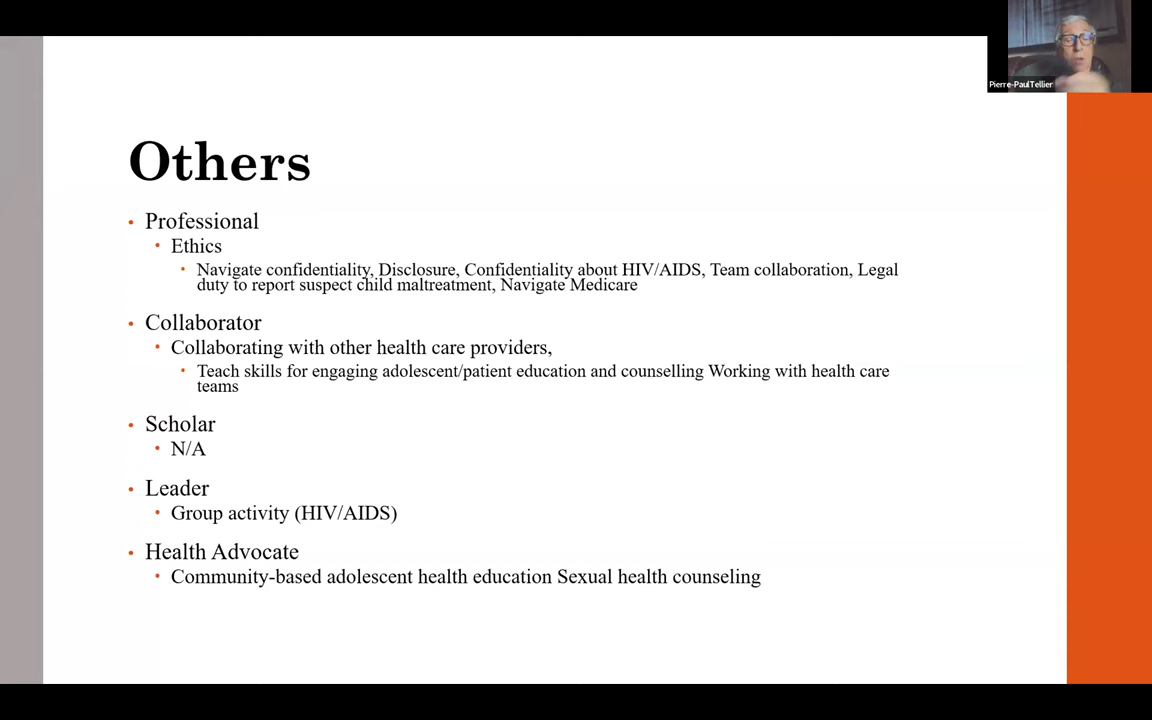 Pierre-Paul Tellier
Others
• Professional
• Ethics
• Navigate confidentiality, Disclosure, Confidentiality about HIV/AIDS, Team collaboration, Legal
duty to report suspect child maltreatment, Navigate Medicare
• Collaborator
• Collaborating with other health care providers,
• Teach skills for engaging adolescent/patient education and counselling Working with health care
teams
• Scholar
• N/A
• Leader
• Group activity (HIV/AIDS)
• Health Advocate
• Community-based adolescent health education Sexual health counseling